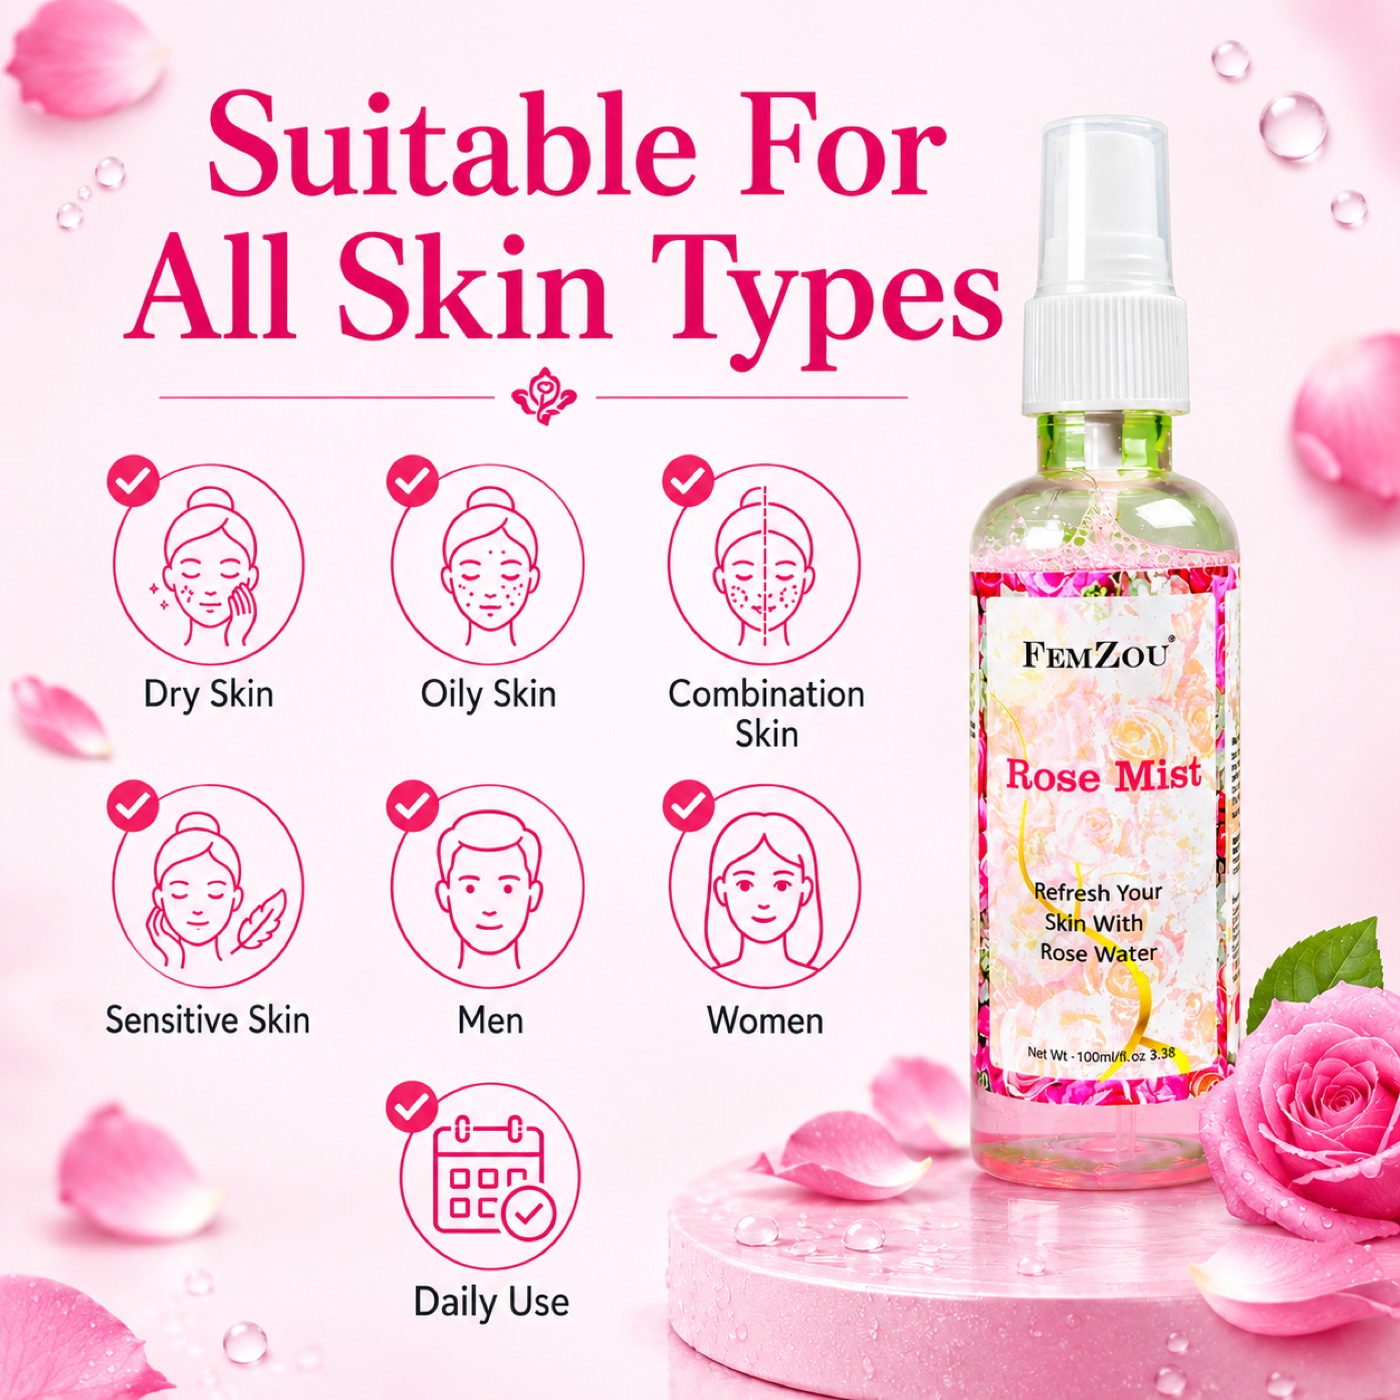 Suitable For
All Skin Types
Dry Skin
Oily Skin
Combination
Skin
Sensitive Skin
Men
Women
Daily Use
FEMZOU®
Rose Mist
Refresh Your
Skin With
Rose Water
Net Wt - 100ml/fl.oz 3.38